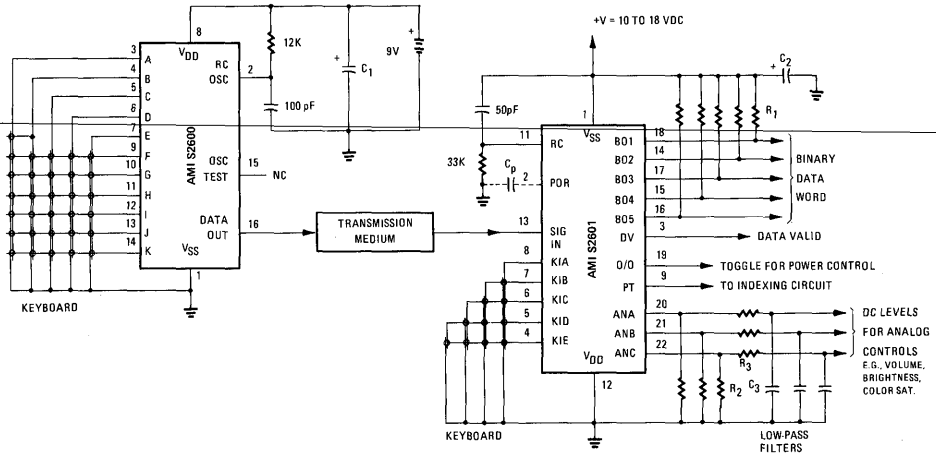 8
VDD
RC
OSC
2
12K
+
C1
9V
+
100 pF
3
A
4
B
5
C
6
D
7
E
9
F
10
G
11
H
12
I
13
J
14
K
AMI S2600
OSC
TEST
15
NC
DATA
OUT
16
VSS
1
KEYBOARD
TRANSMISSION
MEDIUM
+V = 10 TO 18 VDC
+ C2
50pF
1
VSS
R1
11
RC
33K
Cp
2
POR
13
SIG
IN
8
KIA
7
KIB
6
KIC
5
KID
4
KIE
AMI S2601
VDD
12
KEYBOARD
18
BO1
14
BO2
17
BO3
15
BO4
16
BO5
BINARY
DATA
WORD
3
DV
DATA VALID
19
O/O
TOGGLE FOR POWER CONTROL
9
PT
TO INDEXING CIRCUIT
20
ANA
21
ANB
22
ANC
DC LEVELS
FOR ANALOG
CONTROLS
E.G., VOLUME,
BRIGHTNESS,
COLOR SAT.
R3
R2
C3
LOW-PASS
FILTERS